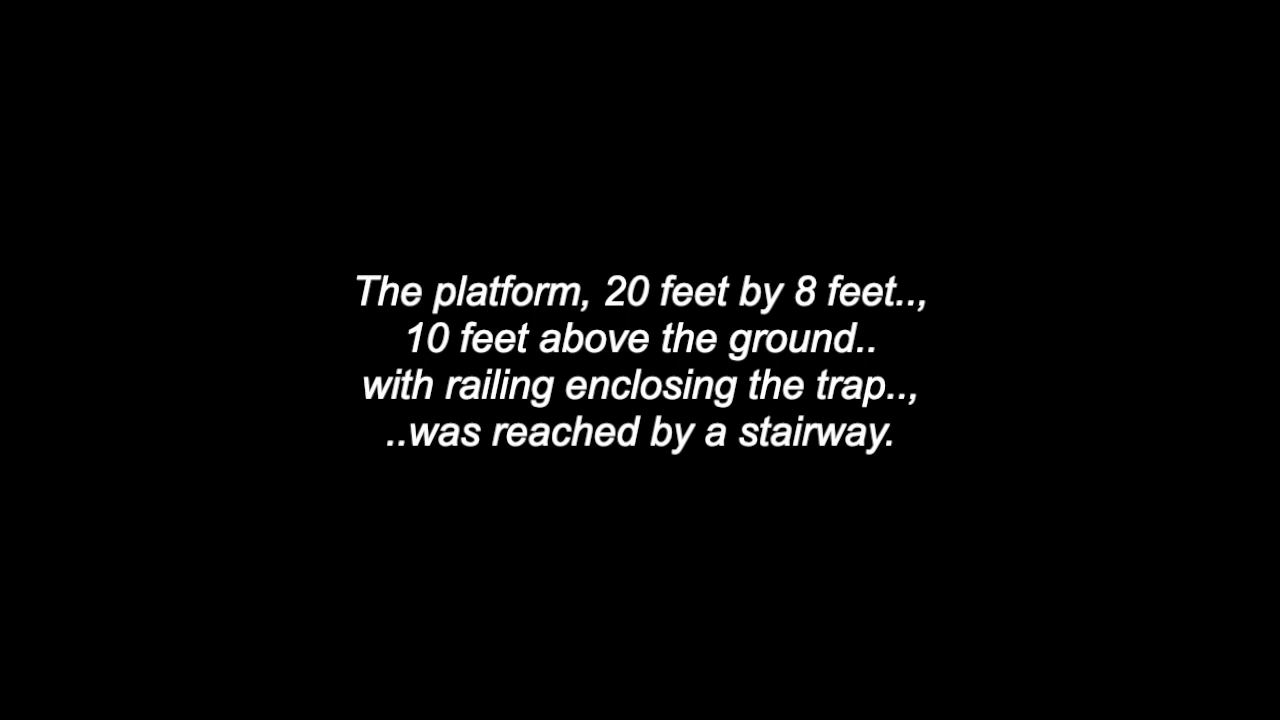 The platform, 20 feet by 8 feet..,
10 feet above the ground..
with railing enclosing the trap..,
..was reached by a stairway.